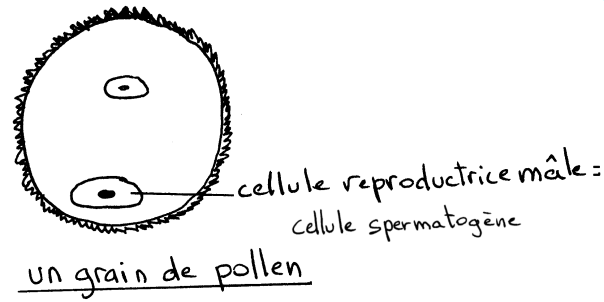 cellule reproductrice mâle =
cellule spermatogène
un grain de pollen